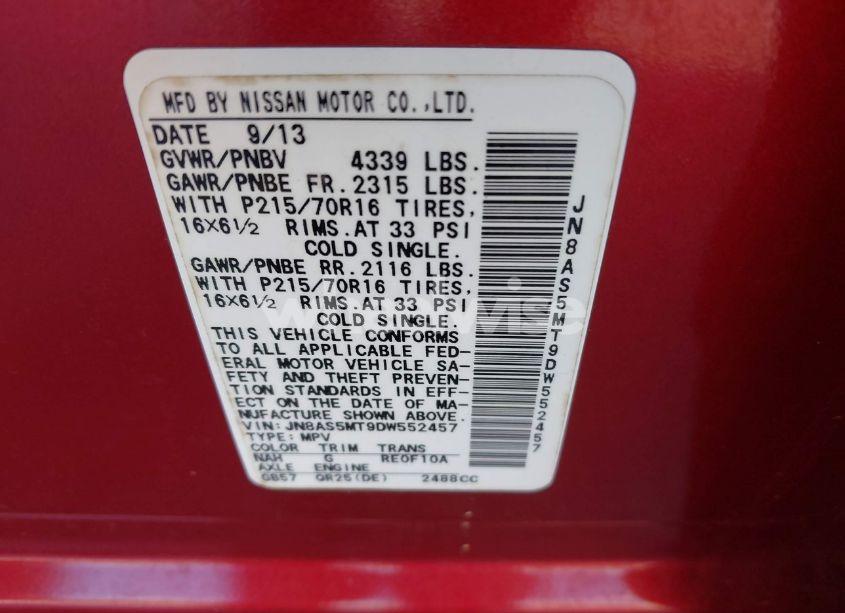 MFD BY NISSAN MOTOR CO.,LTD.
DATE 9/13
GVWR/PNBV 4339 LBS.
GAWR/PNBE FR.2315 LBS.
WITH P215/70R16 TIRES,
16X6½ RIMS.AT 33 PSI
COLD SINGLE.
GAWR/PNBE RR.2116 LBS.
WITH P215/70R16 TIRES,
16X6½ RIMS.AT 33 PSI
COLD SINGLE.
THIS VEHICLE CONFORMS
TO ALL APPLICABLE FED-
ERAL MOTOR VEHICLE SA-
FETY AND THEFT PREVEN-
TION STANDARDS IN EFF-
ECT ON THE DATE OF MA-
NUFACTURE SHOWN ABOVE.
VIN: JN8AS5MT9DW552457
TYPE: MPV
COLOR TRIM TRANS
NAH G RE0F10A
AXLE ENGINE
GB57 QR25(DE) 2488CC
JN8AS5MT9DW552457